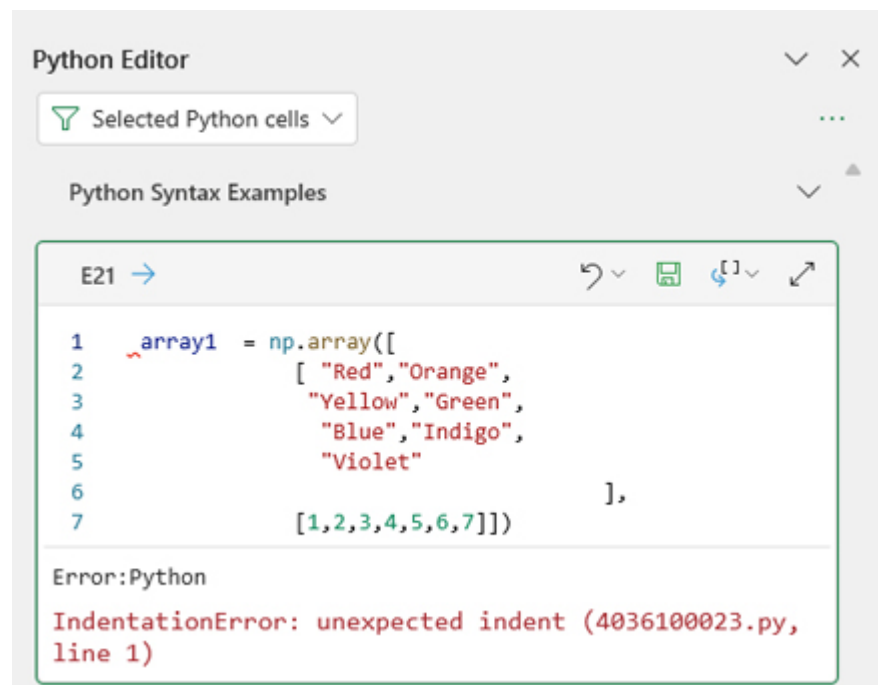 Python Editor
Selected Python cells
...
Python Syntax Examples
E21 →
1 array1  = np.array([
2 [ "Red","Orange",
3 "Yellow","Green",
4 "Blue","Indigo",
5 "Violet"
6 ],
7 [1,2,3,4,5,6,7]])
Error:Python
IndentationError: unexpected indent (4036100023.py,
line 1)